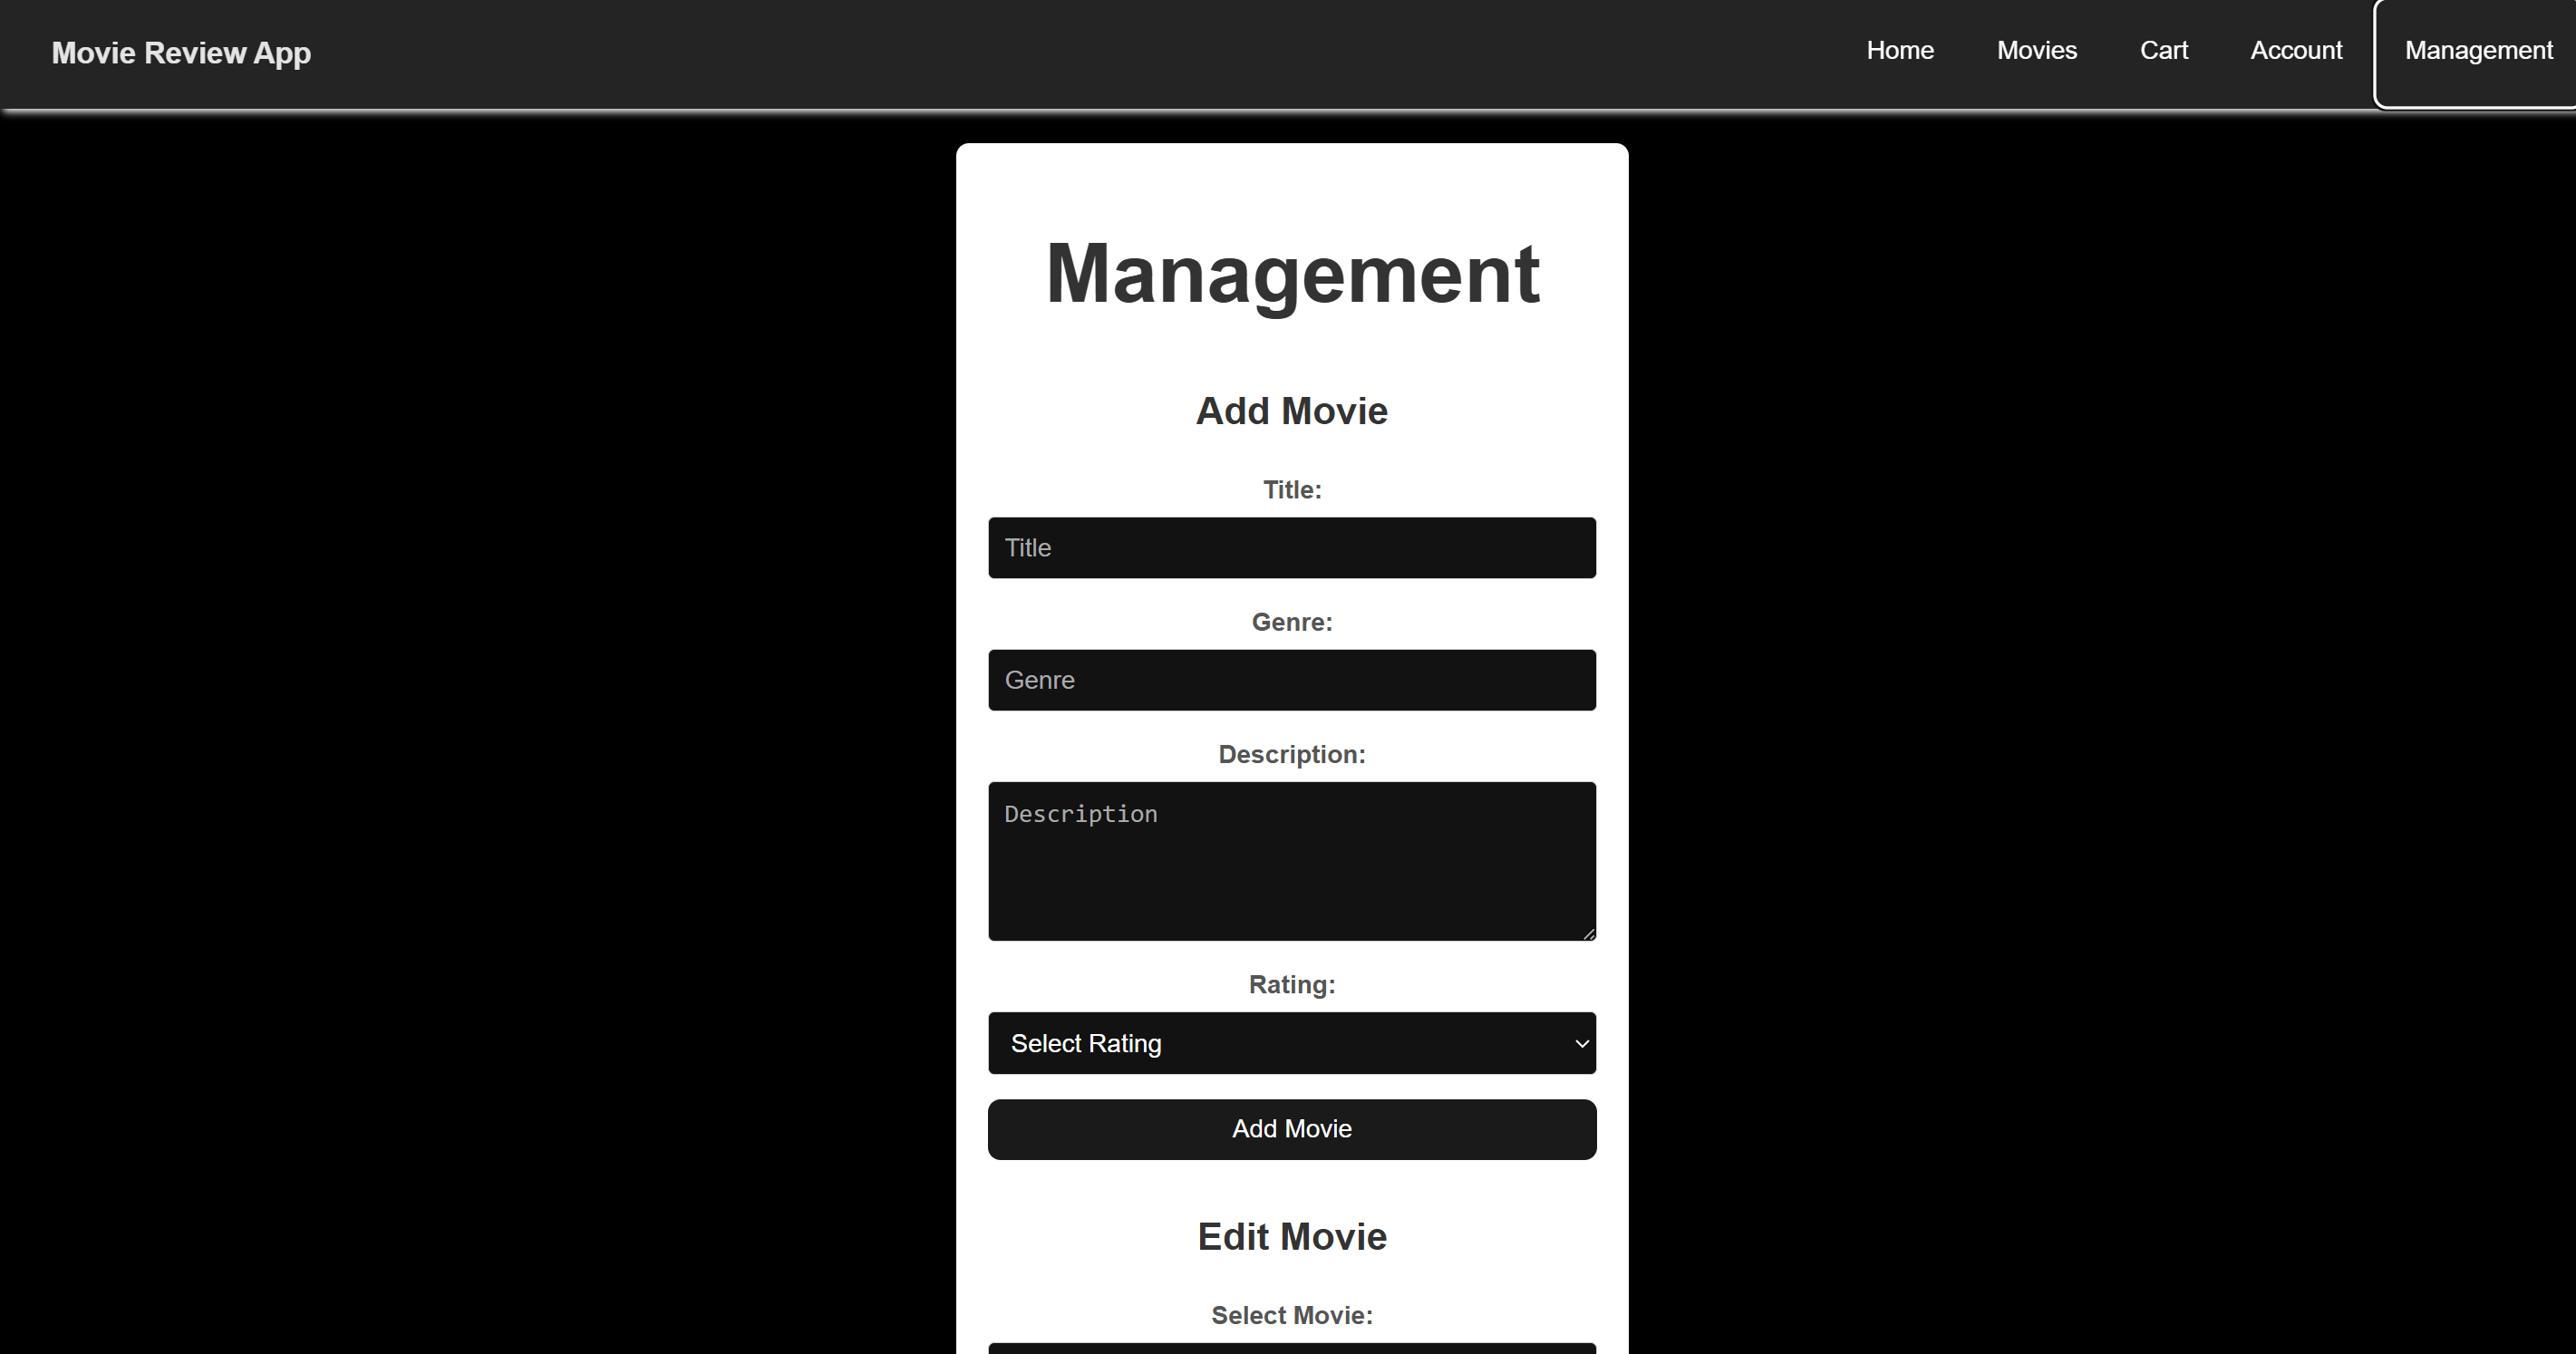 Movie Review App
Home Movies Cart Account Management
Management
Add Movie
Title:
Title
Genre:
Genre
Description:
Description
Rating:
Select Rating
Add Movie
Edit Movie
Select Movie: